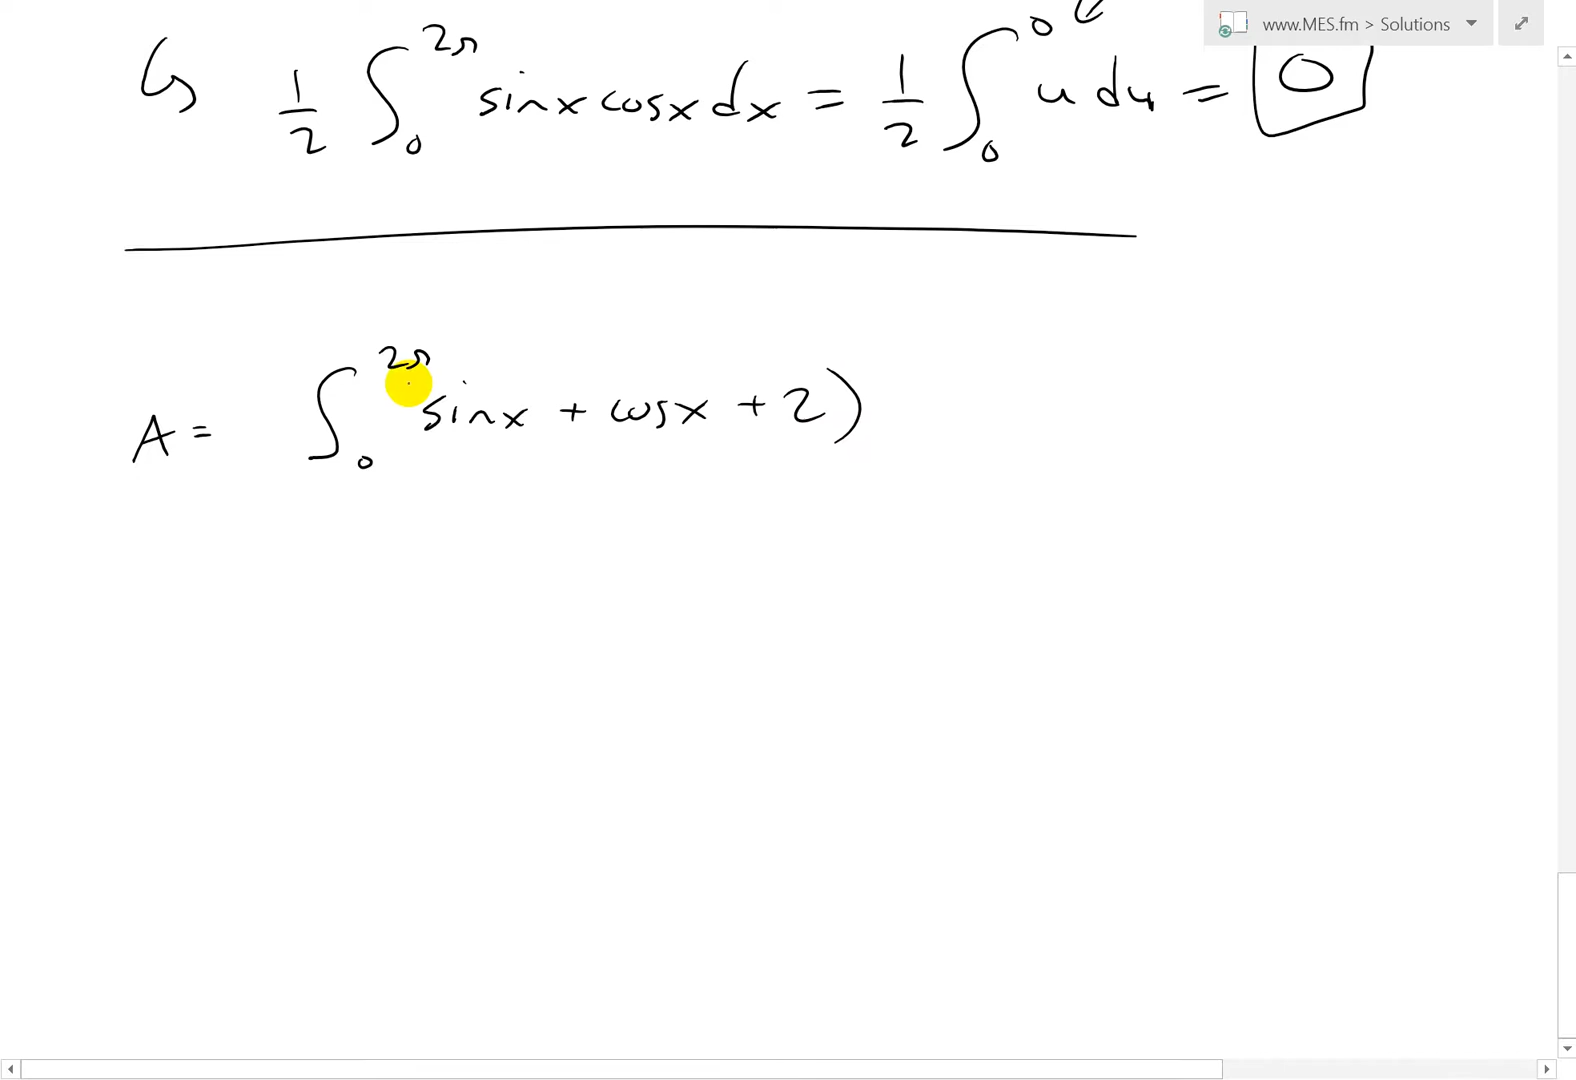 www.MES.fm > Solutions
↳ 1/2 ∫₀^2π sinx cosx dx = 1/2 ∫₀^0 u du = 0
A = ∫₀^2π sinx + cosx + 2)